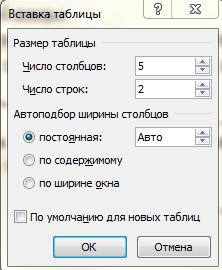 Вставка таблицы
Размер таблицы
Число столбцов: 5
Число строк: 2
Автоподбор ширины столбцов
постоянная: Авто
по содержимому
по ширине окна
По умолчанию для новых таблиц
ОК Отмена